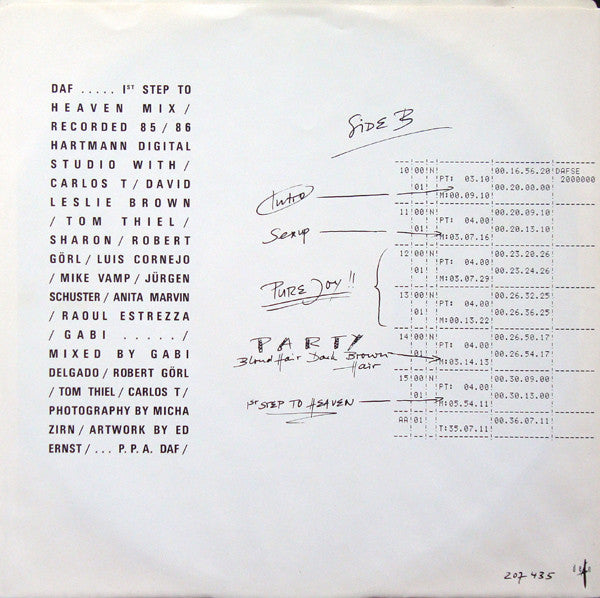 DAF ..... 1ST STEP TO
HEAVEN MIX /
RECORDED 85 / 86
HARTMANN DIGITAL
STUDIO WITH /
CARLOS T / DAVID
LESLIE BROWN
/ TOM THIEL /
SHARON / ROBERT
GÖRL / LUIS CORNEJO
/ MIKE VAMP / JÜRGEN
SCHUSTER / ANITA MARVIN
/ RAOUL ESTREZZA
/ GABI ..... /
MIXED BY GABI
DELGADO / ROBERT GÖRL
/ TOM THIEL / CARLOS T /
PHOTOGRAPHY BY MICHA
ZIRN / ARTWORK BY ED
ERNST / ... P.P.A. DAF /
SIDE B
Intro
Sex up
PURE JOY !!
PARTY
Blond Hair Dark Brown
Hair
1ST STEP TO HEAVEN
10 00 N 00.16.56.20 DAFSE
PT: 03.10 2000000
01 00.20.00.00
M:00.09.10
11 00 N 00.20.09.10
PT: 04.00
01 00.20.13.10
M:03.07.16
12 00 N 00.23.20.26
PT: 04.00
01 00.23.24.26
M:03.07.29
13 00 N 00.26.32.25
PT: 04.00
01 00.26.36.25
M:00.13.22
14 00 N 00.26.50.17
PT: 04.00
01 00.26.54.17
M:03.14.13
15 00 N 00.30.09.00
PT: 04.00
01 00.30.13.00
M:05.54.11
AA 01 00.36.07.11
T:35.07.11
207 435